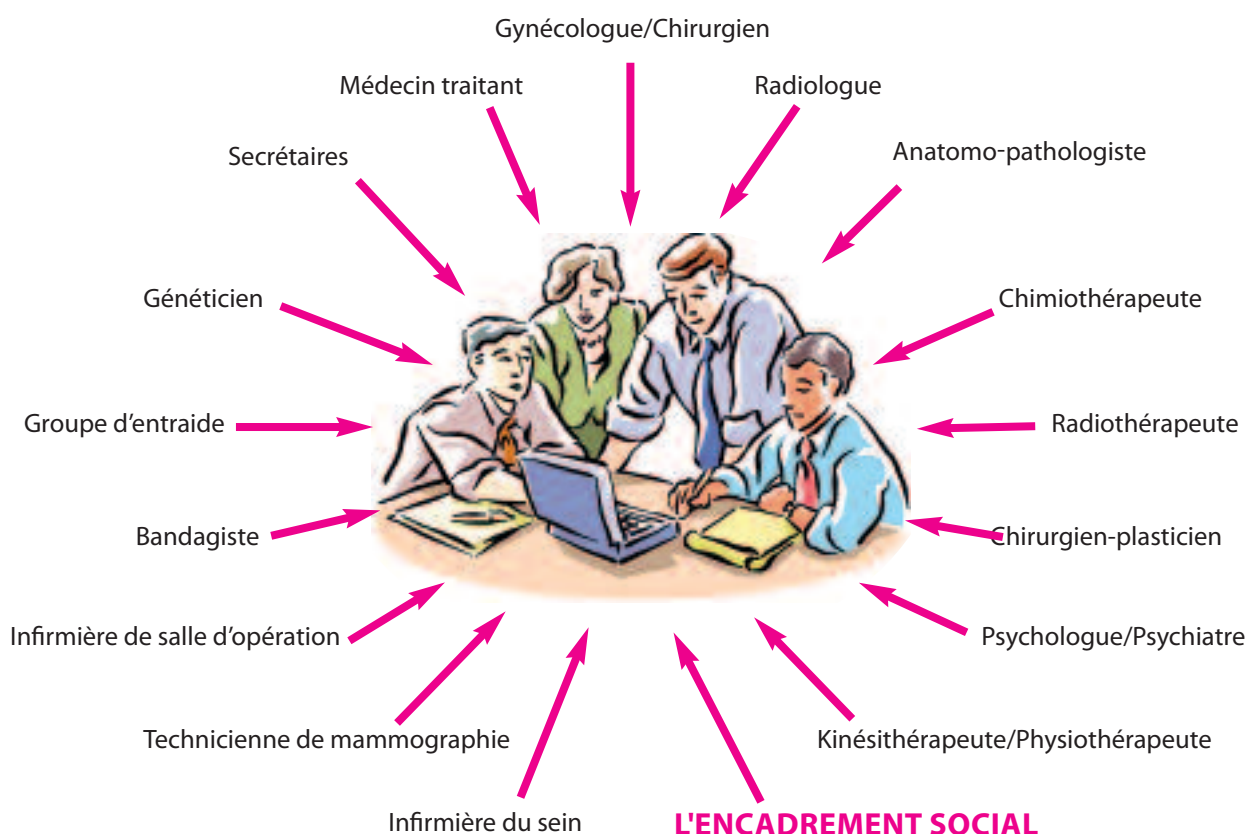 Gynécologue/Chirurgien
Médecin traitant
Radiologue
Secrétaires
Anatomo-pathologiste
Généticien
Chimiothérapeute
Groupe d'entraide
Radiothérapeute
Bandagiste
Chirurgien-plasticien
Infirmière de salle d'opération
Psychologue/Psychiatre
Technicienne de mammographie
Kinésithérapeute/Physiothérapeute
Infirmière du sein
L'ENCADREMENT SOCIAL